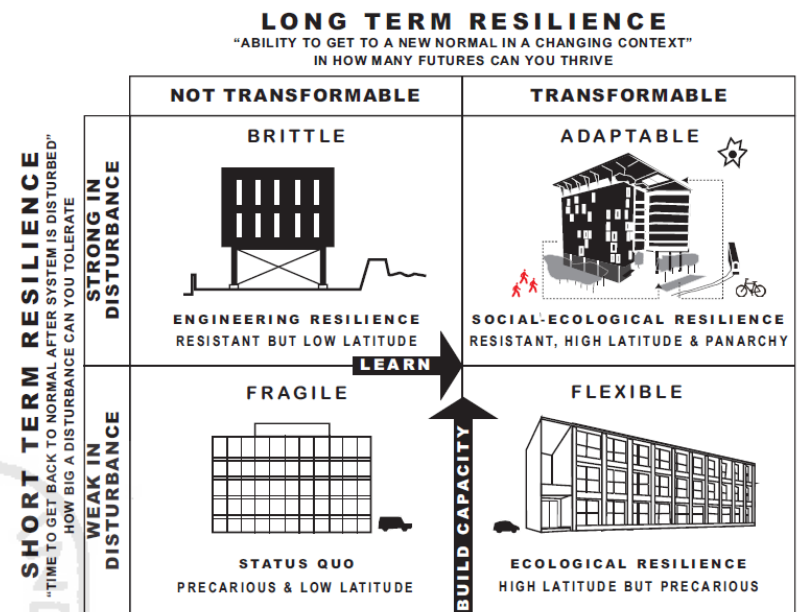 LONG TERM RESILIENCE
“ABILITY TO GET TO A NEW NORMAL IN A CHANGING CONTEXT”
IN HOW MANY FUTURES CAN YOU THRIVE
NOT TRANSFORMABLE
TRANSFORMABLE
SHORT TERM RESILIENCE
“TIME TO GET BACK TO NORMAL AFTER SYSTEM IS DISTURBED”
HOW BIG A DISTURBANCE CAN YOU TOLERATE
STRONG IN
DISTURBANCE
BRITTLE
ENGINEERING RESILIENCE
RESISTANT BUT LOW LATITUDE
ADAPTABLE
SOCIAL-ECOLOGICAL RESILIENCE
RESISTANT, HIGH LATITUDE & PANARCHY
LEARN
WEAK IN
DISTURBANCE
FRAGILE
STATUS QUO
PRECARIOUS & LOW LATITUDE
BUILD CAPACITY
FLEXIBLE
ECOLOGICAL RESILIENCE
HIGH LATITUDE BUT PRECARIOUS